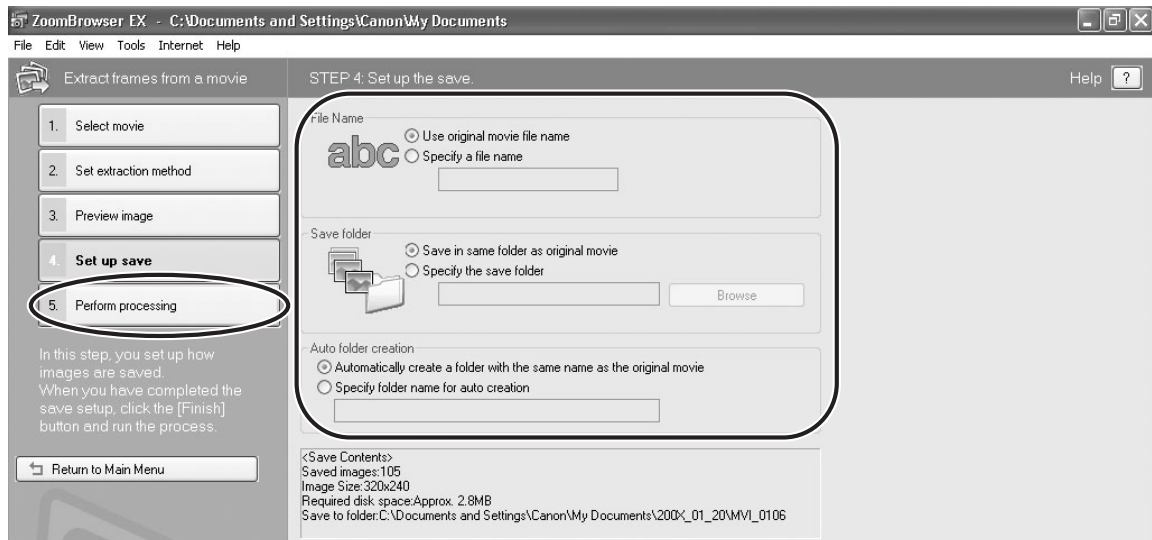 ZoomBrowser EX - C:\Documents and Settings\Canon\My Documents
File Edit View Tools Internet Help
Extract frames from a movie
STEP 4: Set up the save.
Help ?
1. Select movie
2. Set extraction method
3. Preview image
4. Set up save
5. Perform processing
In this step, you set up how
images are saved.
When you have completed the
save setup, click the [Finish]
button and run the process.
Return to Main Menu
File Name
abc
Use original movie file name
Specify a file name
Save folder
Save in same folder as original movie
Specify the save folder
Browse
Auto folder creation
Automatically create a folder with the same name as the original movie
Specify folder name for auto creation
<Save Contents>
Saved images:105
Image Size:320x240
Required disk space:Approx. 2.8MB
Save to folder:C:\Documents and Settings\Canon\My Documents\200X_01_20\MVI_0106